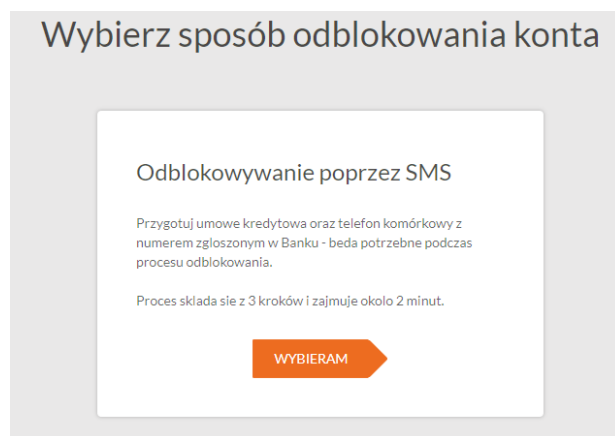 Wybierz sposób odblokowania konta
Odblokowywanie poprzez SMS
Przygotuj umowe kredytowa oraz telefon komórkowy z
numerem zgloszonym w Banku - beda potrzebne podczas
procesu odblokowania.
Proces sklada sie z 3 kroków i zajmuje okolo 2 minut.
WYBIERAM